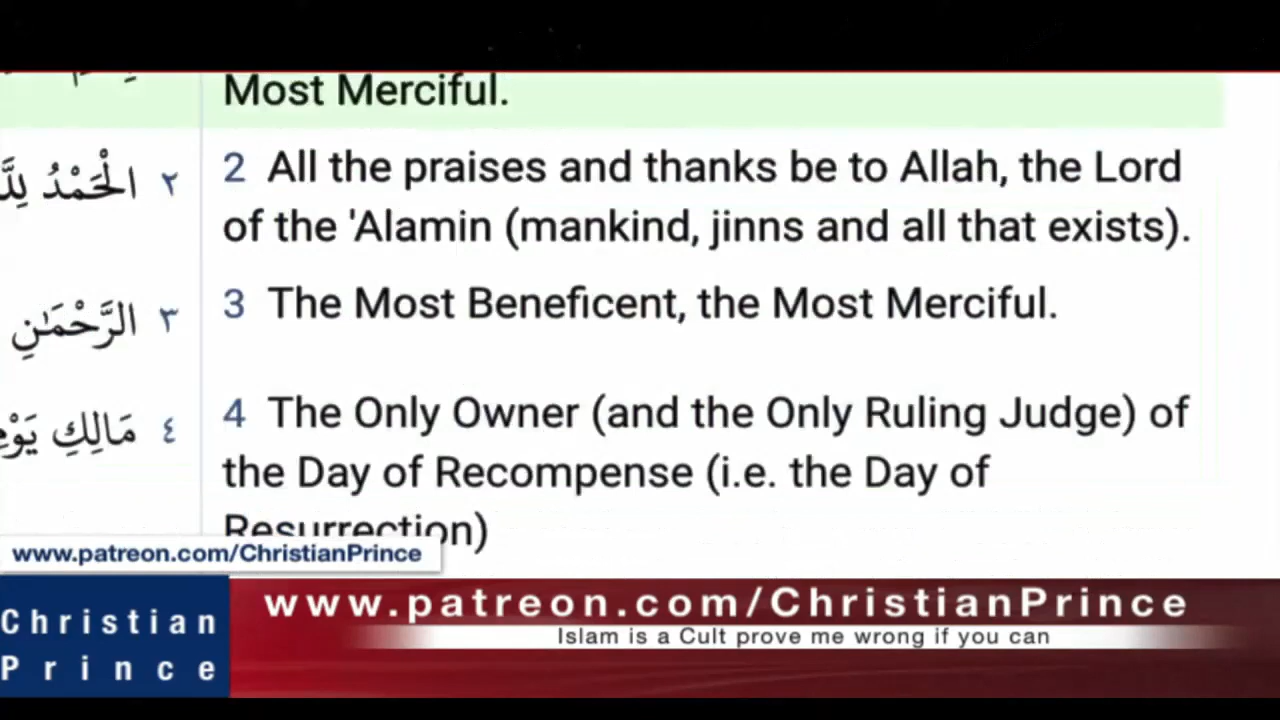 Most Merciful.
الْحَمْدُ لِلَّ ٢
2 All the praises and thanks be to Allah, the Lord
of the 'Alamin (mankind, jinns and all that exists).
الرَّحْمَٰنِ ٣
3 The Most Beneficent, the Most Merciful.
مَالِكِ يَوْمِ ٤
4 The Only Owner (and the Only Ruling Judge) of
the Day of Recompense (i.e. the Day of
Resurrection)
www.patreon.com/ChristianPrince
Christian
Prince
www.patreon.com/ChristianPrince
Islam is a Cult prove me wrong if you can